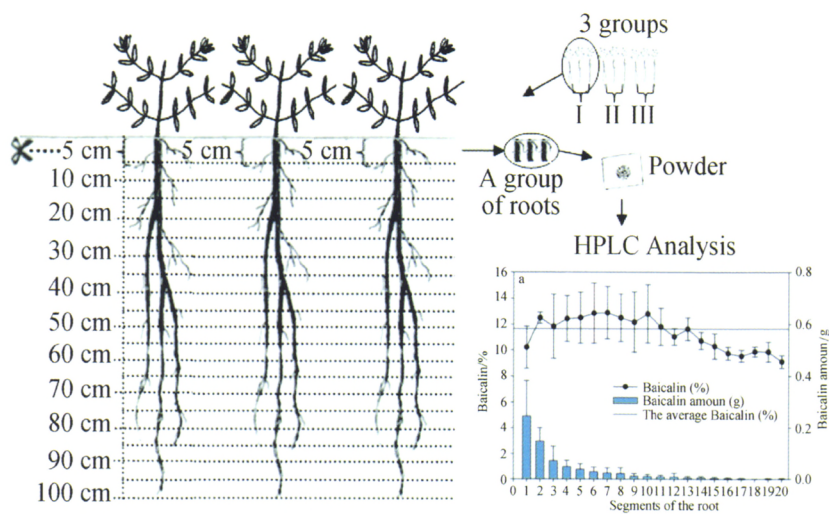 3 groups
I II III
5 cm 5 cm 5 cm
10 cm
20 cm
30 cm
40 cm
50 cm
60 cm
70 cm
80 cm
90 cm
100 cm
A group
of roots
Powder
HPLC Analysis
a
Baicalin/%
16
14
12
10
8
6
4
2
0
Baicalin amoun/g
0.8
0.6
0.4
0.2
0.0
Baicalin (%)
Baicalin amoun (g)
The average Baicalin (%)
0 1 2 3 4 5 6 7 8 9 10 11 12 13 14 15 16 17 18 19 20
Segments of the root